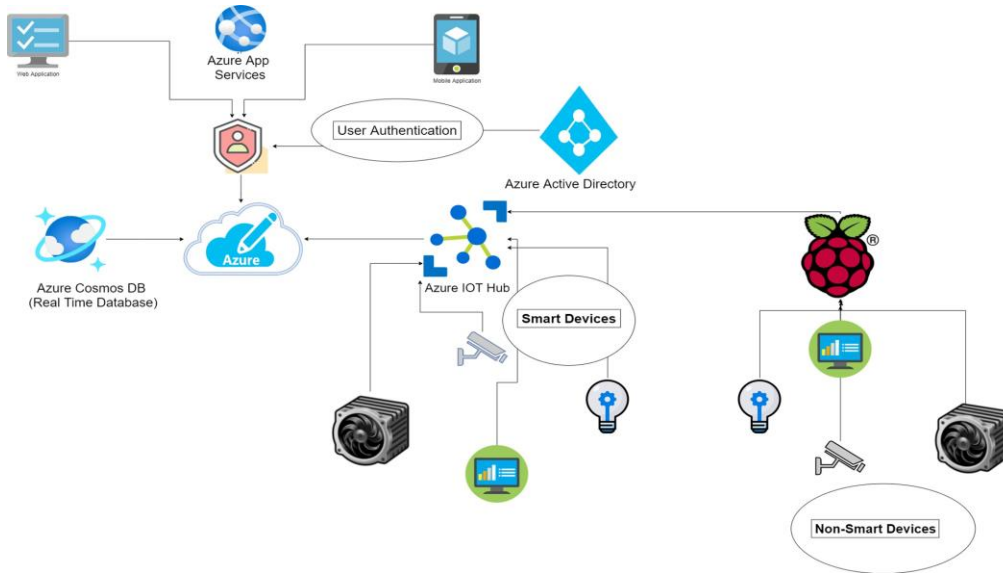 Web Application
Azure App
Services
Mobile Application
User Authentication
Azure Active Directory
®
Azure
Azure Cosmos DB
(Real Time Database)
Azure IOT Hub
Smart Devices
Non-Smart Devices